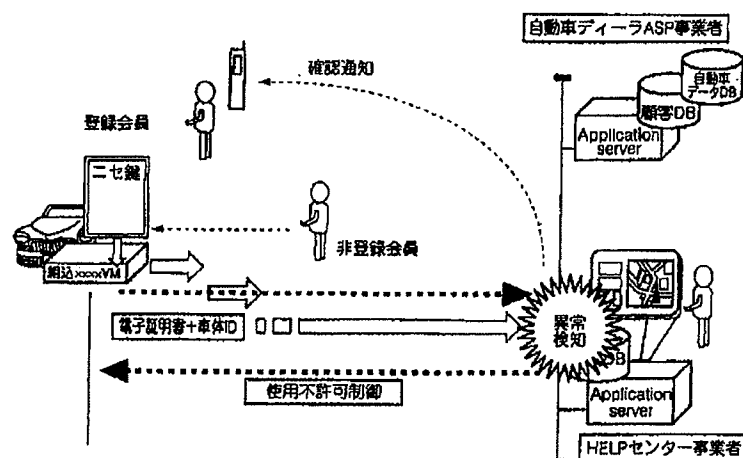 自動車ディーラASP事業者
自動車
データDB
顧客DB
Application
server
確認通知
登録会員
ニセ鍵
非登録会員
組込xxxxVM
電子証明書+車体ID
異常
検知
DB
使用不許可制御
Application
server
HELPセンター事業者